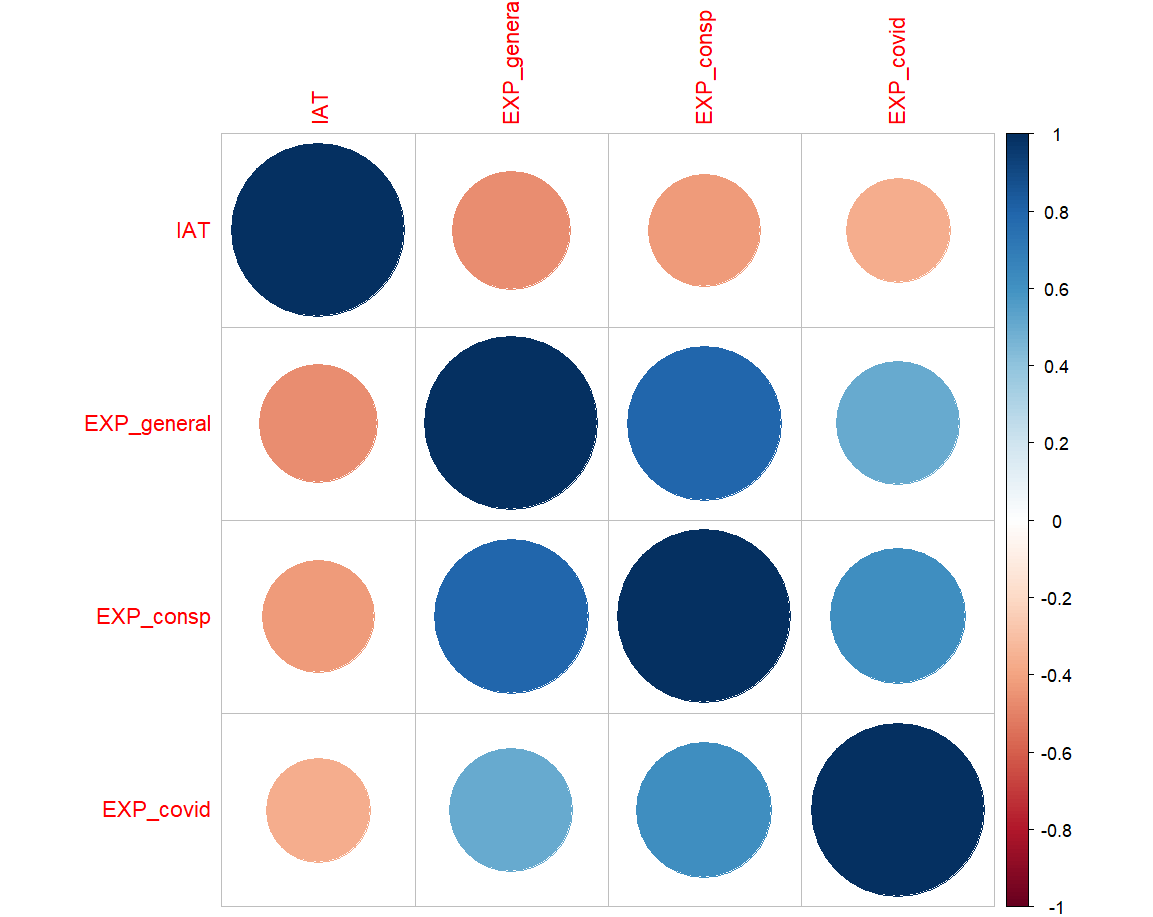 IAT
EXP_genera
EXP_consp
EXP_covid
IAT
EXP_general
EXP_consp
EXP_covid
1
0.8
0.6
0.4
0.2
0
-0.2
-0.4
-0.6
-0.8
-1